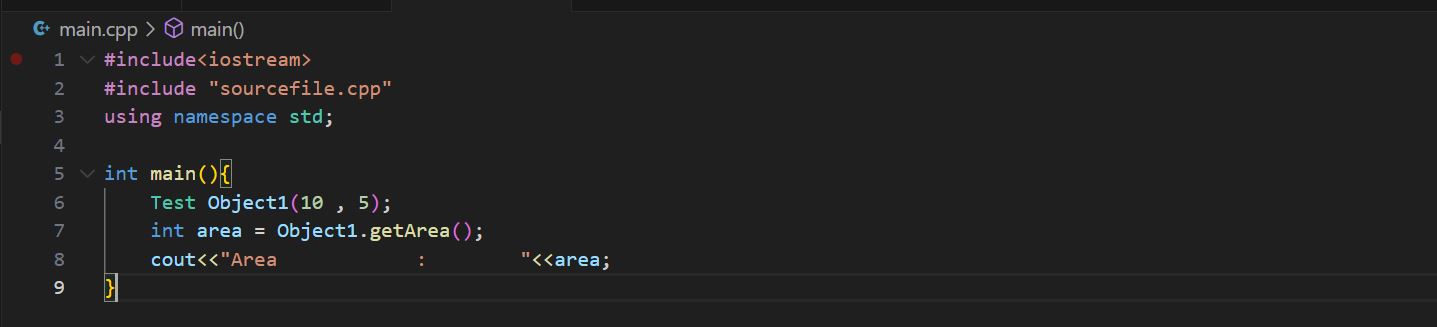 main.cpp > main()
1 #include<iostream>
2 #include "sourcefile.cpp"
3 using namespace std;
4
5 int main(){
6     Test Object1(10 , 5);
7     int area = Object1.getArea();
8     cout<<"Area            :        "<<area;
9 }